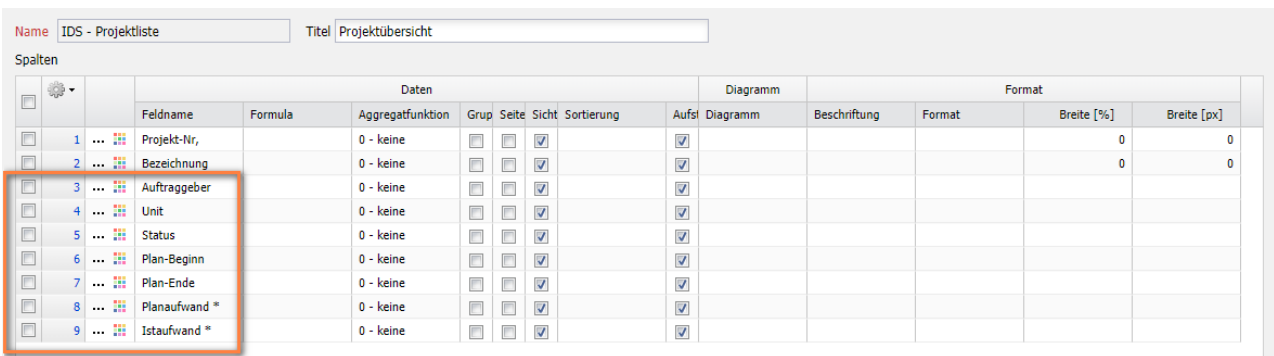 Name IDS - Projektliste Titel Projektübersicht
Spalten
Daten Diagramm Format
Feldname Formula Aggregatfunktion Grup Seite Sicht Sortierung Aufst Diagramm Beschriftung Format Breite [%] Breite [px]
1 ... Projekt-Nr, 0 - keine 0 0
2 ... Bezeichnung 0 - keine 0 0
3 ... Auftraggeber 0 - keine
4 ... Unit 0 - keine
5 ... Status 0 - keine
6 ... Plan-Beginn 0 - keine
7 ... Plan-Ende 0 - keine
8 ... Planaufwand * 0 - keine
9 ... Istaufwand * 0 - keine